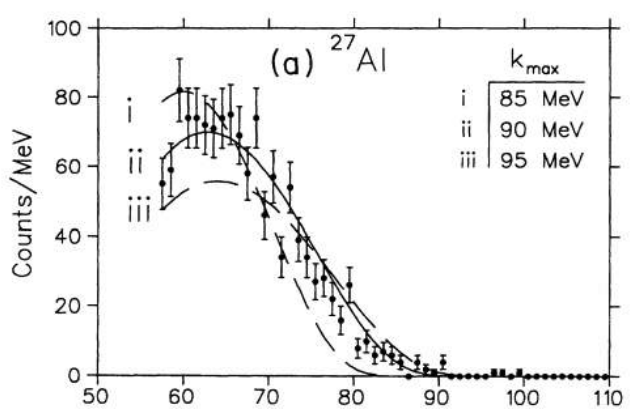 100
80
60
40
20
0
Counts/MeV
(a) ²⁷Al
k_max
i 85 MeV
ii 90 MeV
iii 95 MeV
i
ii
iii
50 60 70 80 90 100 110